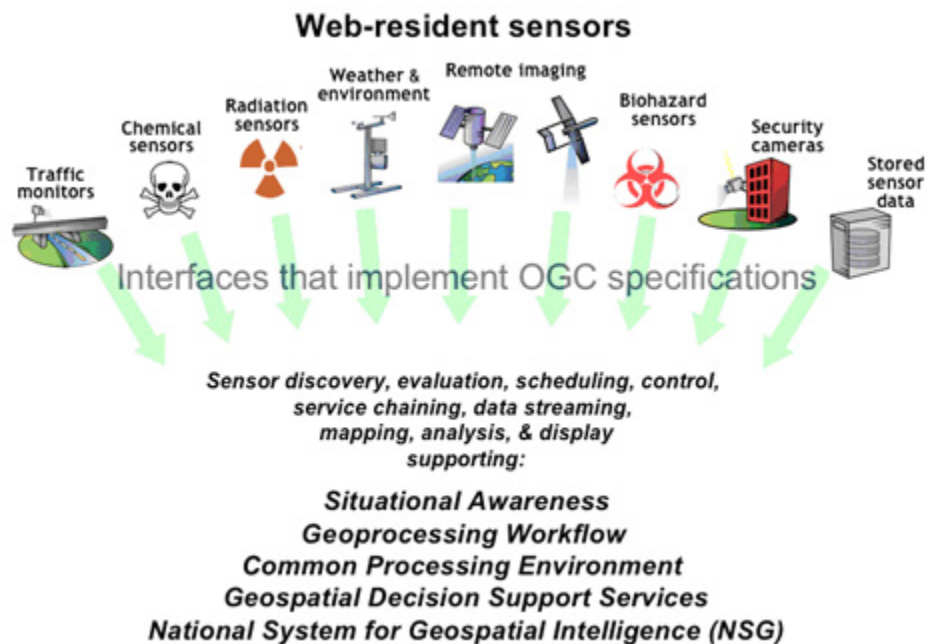 Web-resident sensors
Traffic
monitors
Chemical
sensors
Radiation
sensors
Weather &
environment
Remote imaging
Biohazard
sensors
Security
cameras
Stored
sensor
data
Interfaces that implement OGC specifications
Sensor discovery, evaluation, scheduling, control,
service chaining, data streaming,
mapping, analysis, & display
supporting:
Situational Awareness
Geoprocessing Workflow
Common Processing Environment
Geospatial Decision Support Services
National System for Geospatial Intelligence (NSG)